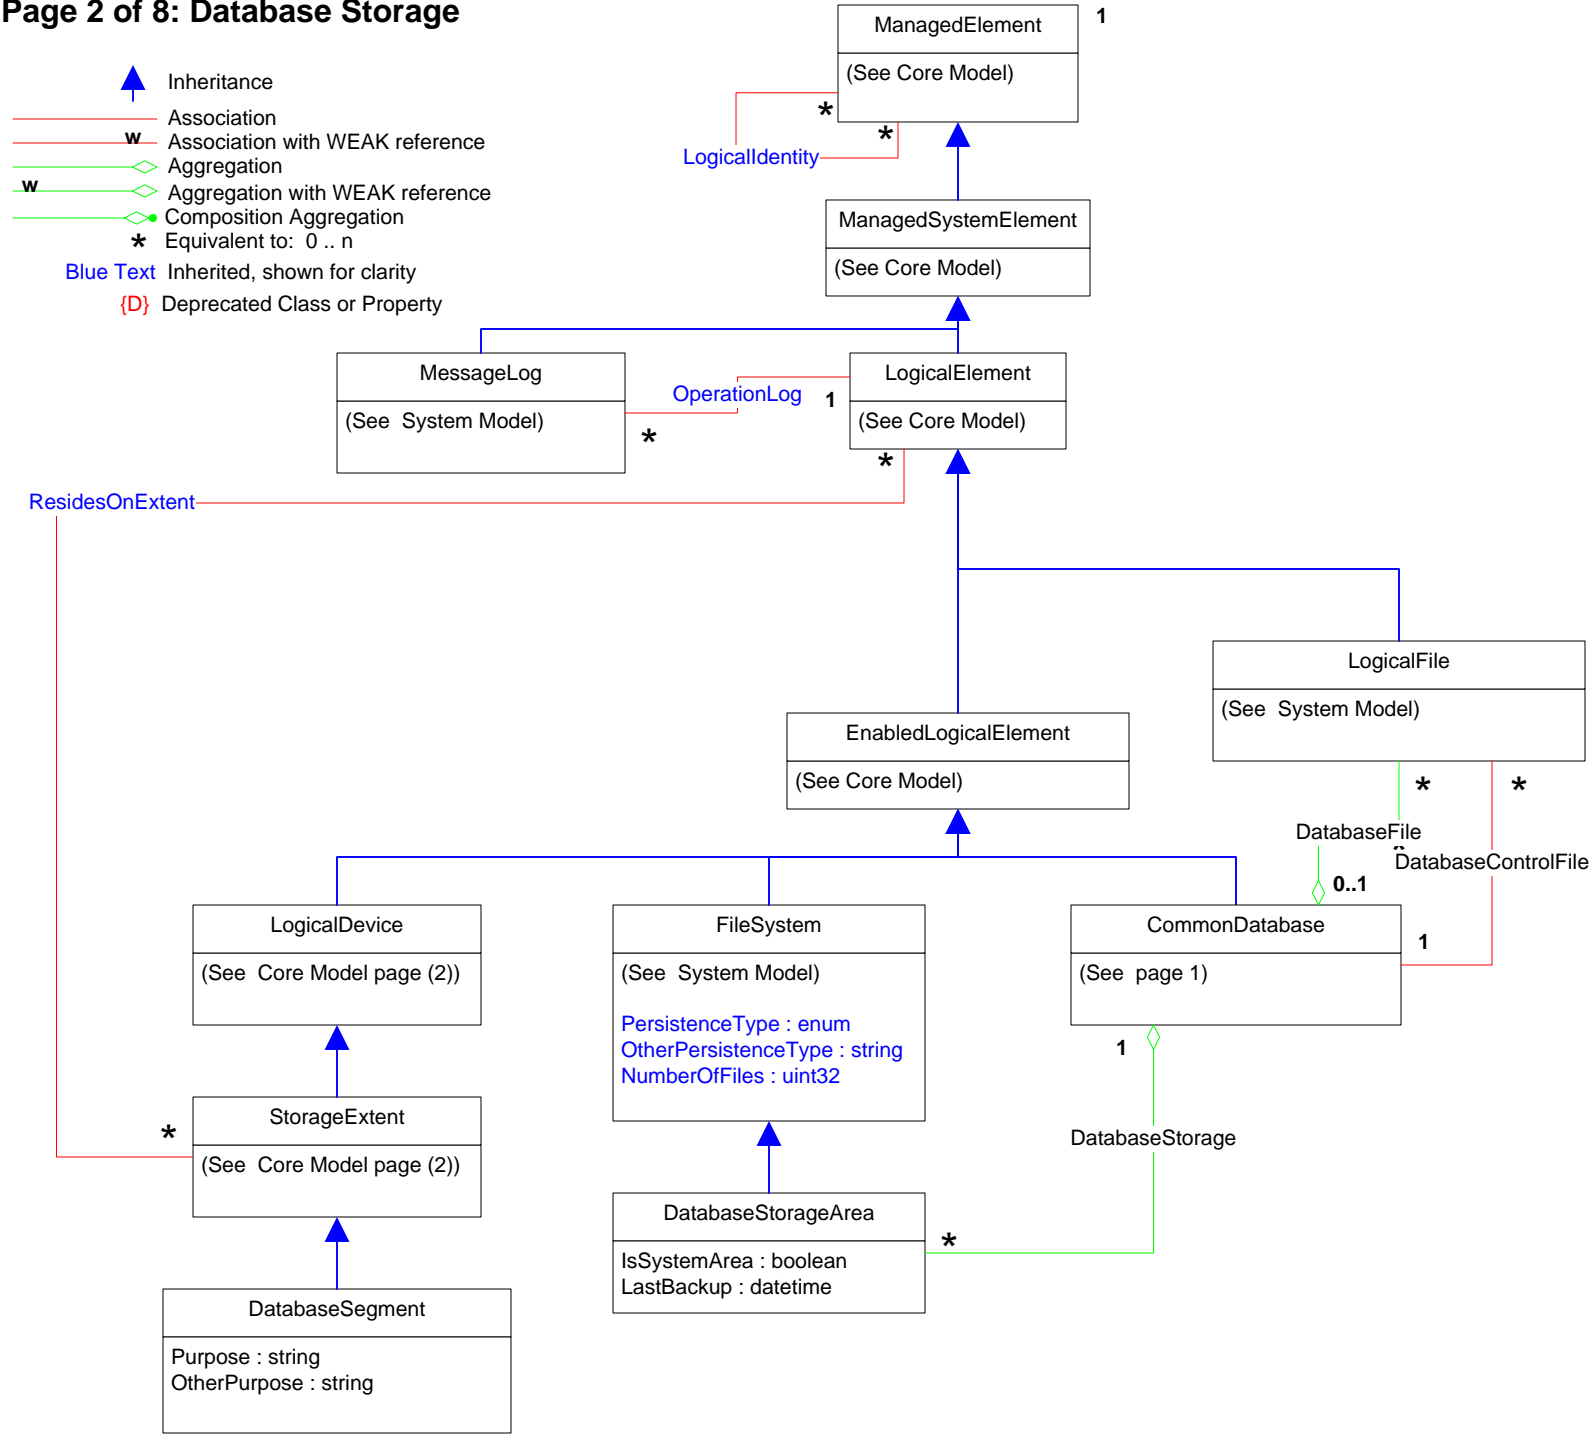 Page 2 of 8: Database Storage
Inheritance
Association
w
Association with WEAK reference
Aggregation
w
Aggregation with WEAK reference
Composition Aggregation
* Equivalent to: 0 .. n
Blue Text Inherited, shown for clarity
{D} Deprecated Class or Property
ManagedElement
1
(See Core Model)
*
*
LogicalIdentity
ManagedSystemElement
(See Core Model)
MessageLog
(See System Model)
OperationLog
1
*
LogicalElement
(See Core Model)
*
ResidesOnExtent
LogicalFile
(See System Model)
EnabledLogicalElement
(See Core Model)
*
*
DatabaseFile
*
DatabaseControlFile
0..1
LogicalDevice
(See Core Model page (2))
FileSystem
(See System Model)
PersistenceType : enum
OtherPersistenceType : string
NumberOfFiles : uint32
CommonDatabase
(See page 1)
1
1
StorageExtent
(See Core Model page (2))
*
DatabaseStorage
DatabaseStorageArea
IsSystemArea : boolean
LastBackup : datetime
*
DatabaseSegment
Purpose : string
OtherPurpose : string